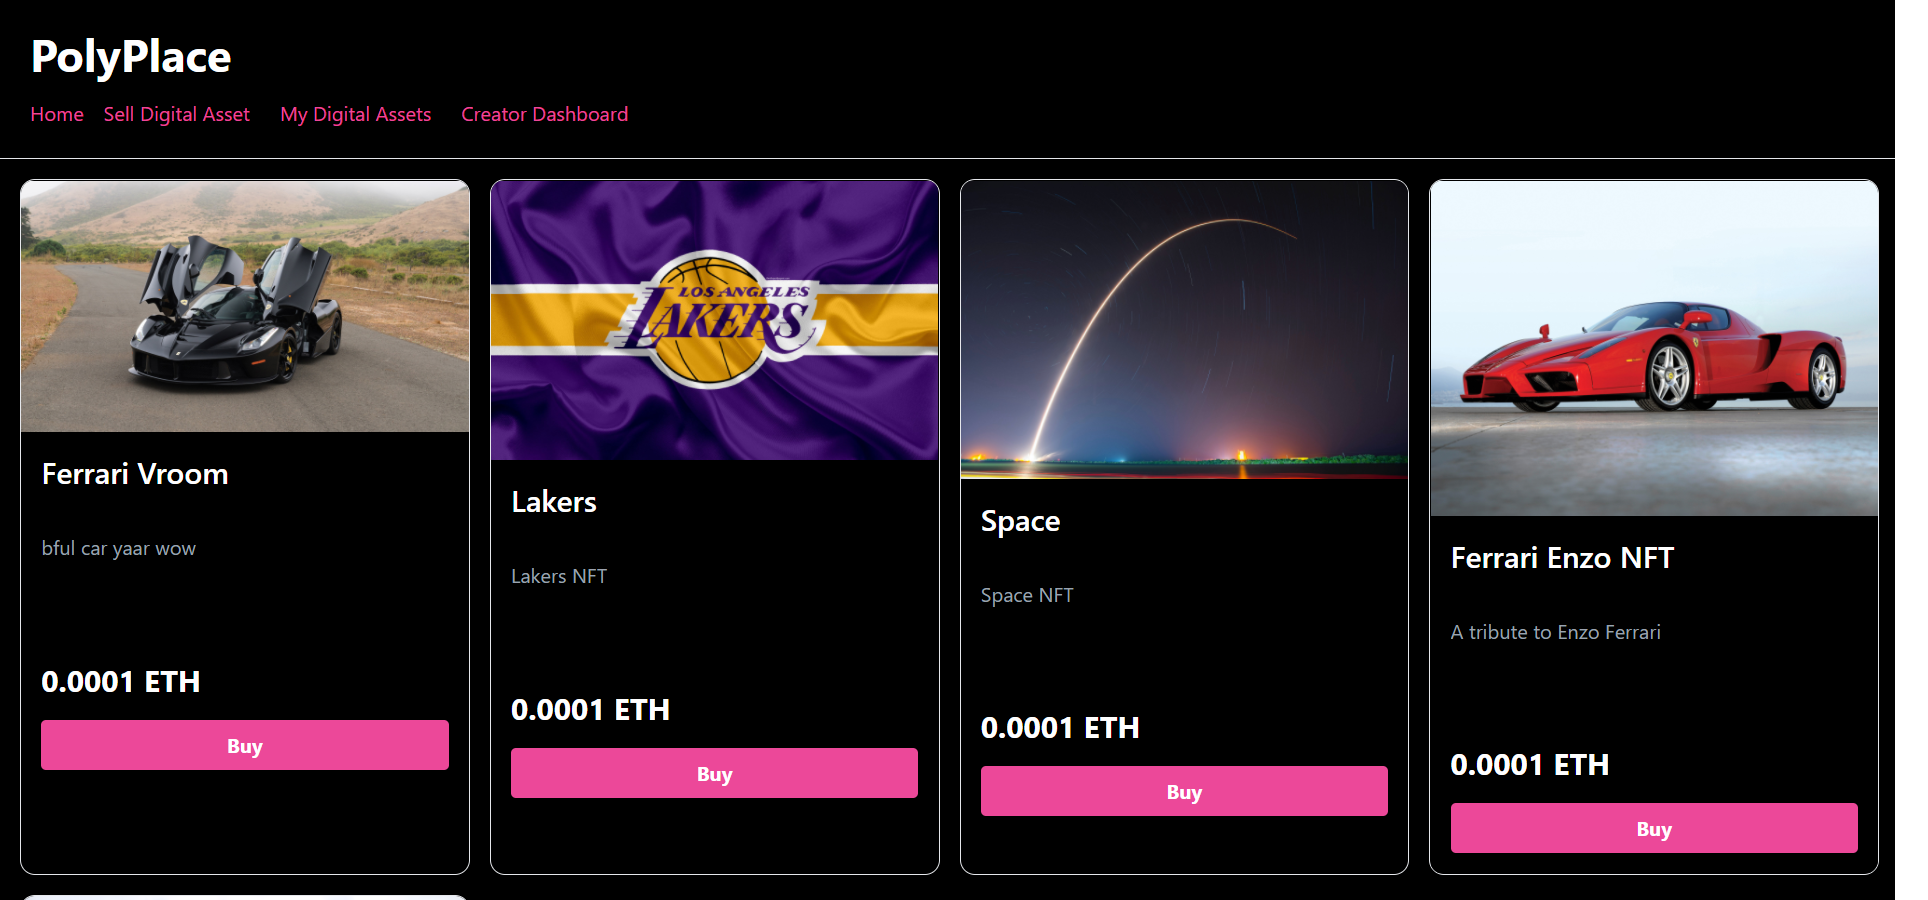 PolyPlace
Home Sell Digital Asset My Digital Assets Creator Dashboard
LOS ANGELES
LAKERS
Ferrari Vroom
bful car yaar wow
0.0001 ETH
Buy
Lakers
Lakers NFT
0.0001 ETH
Buy
Space
Space NFT
0.0001 ETH
Buy
Ferrari Enzo NFT
A tribute to Enzo Ferrari
0.0001 ETH
Buy